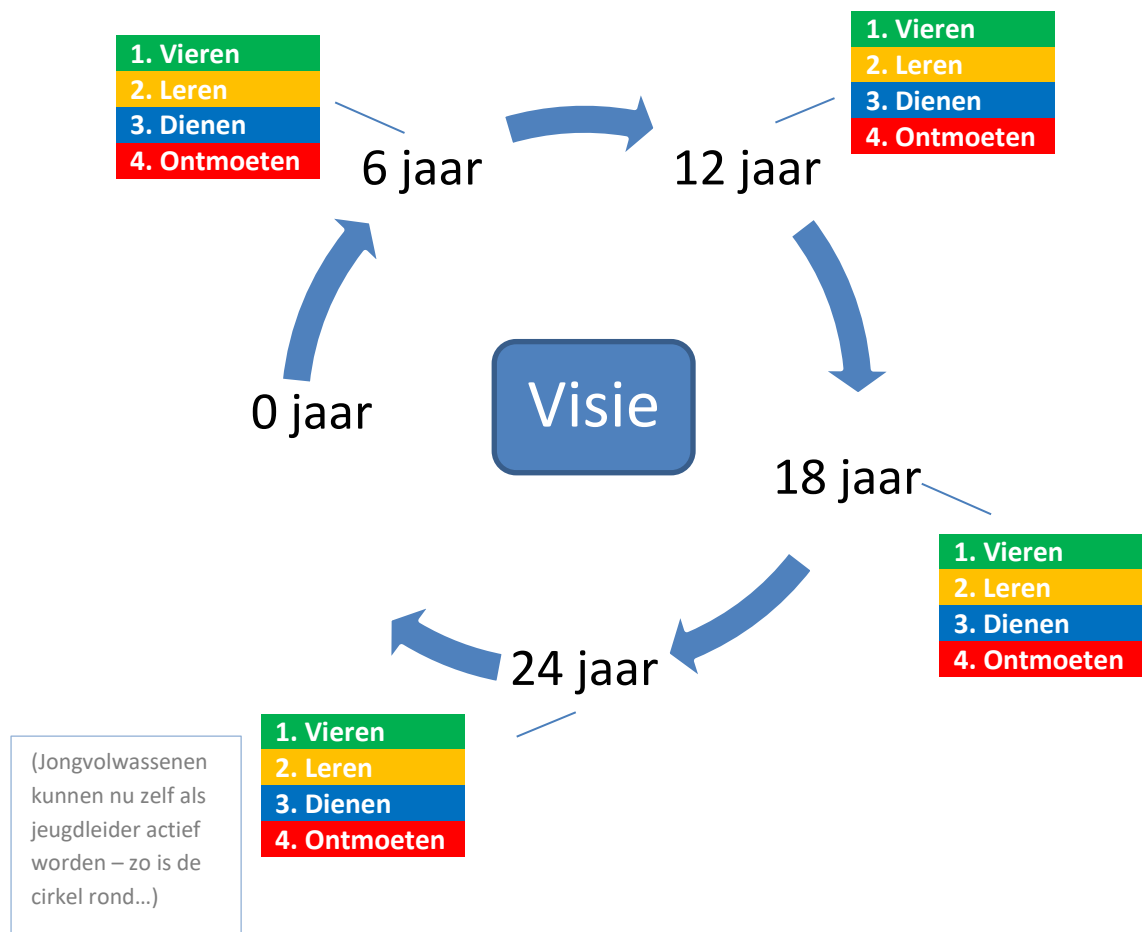 1. Vieren
2. Leren
3. Dienen
4. Ontmoeten
6 jaar
1. Vieren
2. Leren
3. Dienen
4. Ontmoeten
12 jaar
0 jaar
Visie
18 jaar
1. Vieren
2. Leren
3. Dienen
4. Ontmoeten
24 jaar
1. Vieren
2. Leren
3. Dienen
4. Ontmoeten
(Jongvolwassenen
kunnen nu zelf als
jeugdleider actief
worden – zo is de
cirkel rond...)